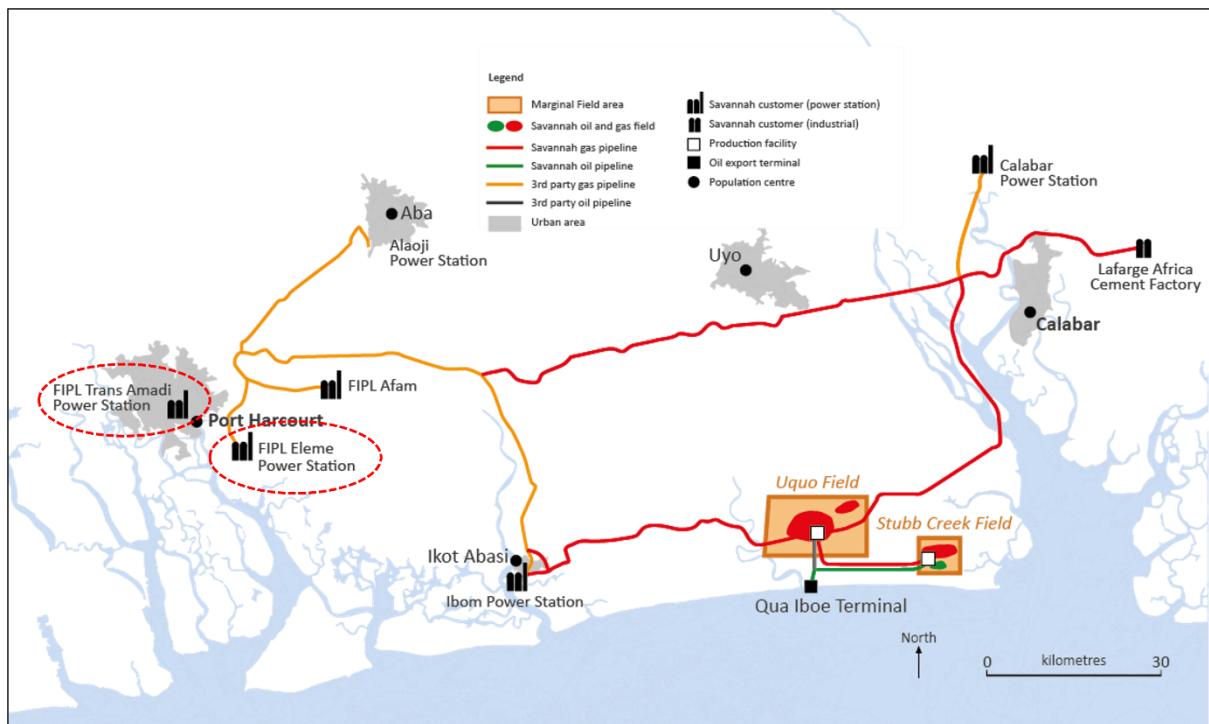 Legend
Marginal Field area
Savannah oil and gas field
Savannah gas pipeline
Savannah oil pipeline
3rd party gas pipeline
3rd party oil pipeline
Urban area
Savannah customer (power station)
Savannah customer (industrial)
Production facility
Oil export terminal
Population centre
Calabar
Power Station
Aba
Alaoji
Power Station
Uyo
Lafarge Africa
Cement Factory
Calabar
FIPL Trans Amadi
Power Station
FIPL Afam
Port Harcourt
FIPL Eleme
Power Station
Uquo Field
Stubb Creek Field
Ikot Abasi
Ibom Power Station
Qua Iboe Terminal
North
0
kilometres
30